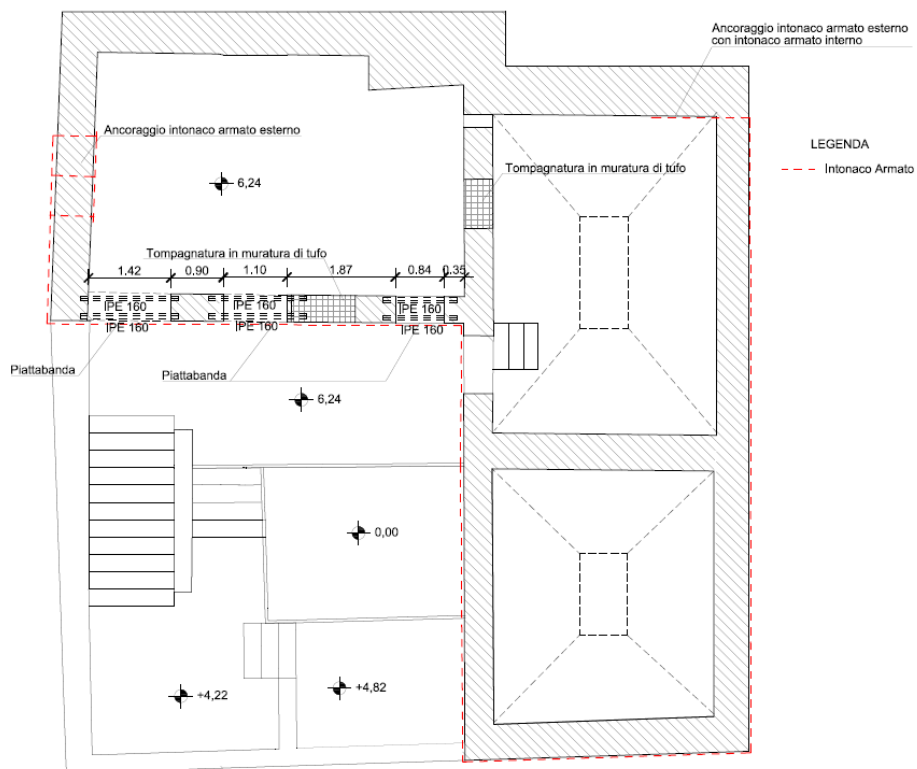 Ancoraggio intonaco armato esterno
con intonaco armato interno
Ancoraggio intonaco armato esterno
LEGENDA
Intonaco Armato
Tompagnatura in muratura di tufo
6,24
Tompagnatura in muratura di tufo
1.42
0.90
1.10
1.87
0.84
0.35
IPE 160
IPE 160
IPE 160
IPE 160
IPE 160
IPE 160
Piattabanda
Piattabanda
6,24
0,00
+4,22
+4,82